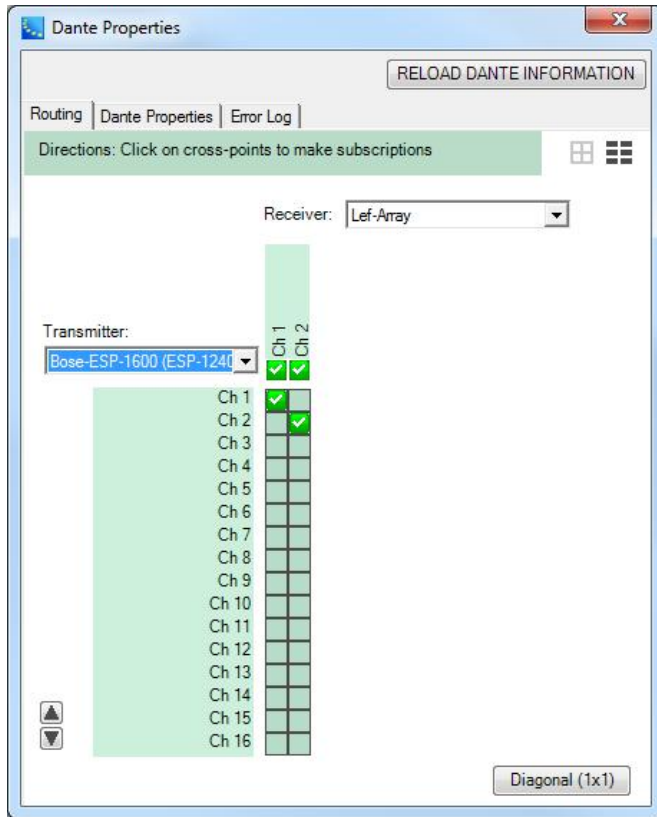 Dante Properties
RELOAD DANTE INFORMATION
Routing Dante Properties Error Log
Directions: Click on cross-points to make subscriptions
Receiver: Lef-Array
Transmitter:
Bose-ESP-1600 (ESP-1240
Ch 1 Ch 2
Ch 1
Ch 2
Ch 3
Ch 4
Ch 5
Ch 6
Ch 7
Ch 8
Ch 9
Ch 10
Ch 11
Ch 12
Ch 13
Ch 14
Ch 15
Ch 16
Diagonal (1x1)